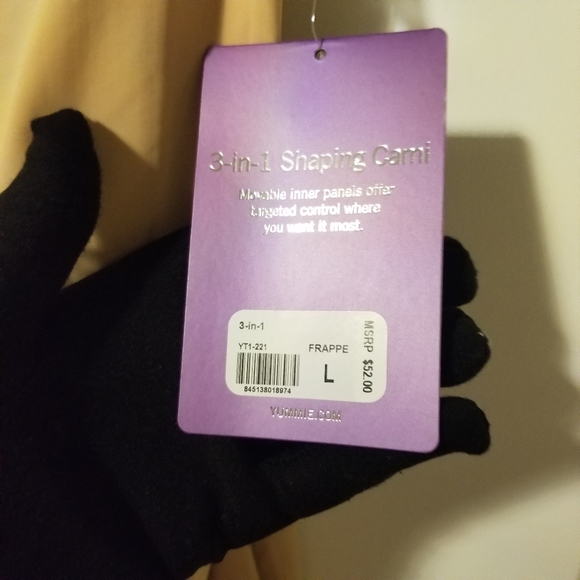 3-in-1 Shaping Cami
Movable inner panels offer
targeted control where
you want it most.
3-in-1
YT1-221
FRAPPE
L
845138018974
MSRP $52.00
YUMMIE.COM